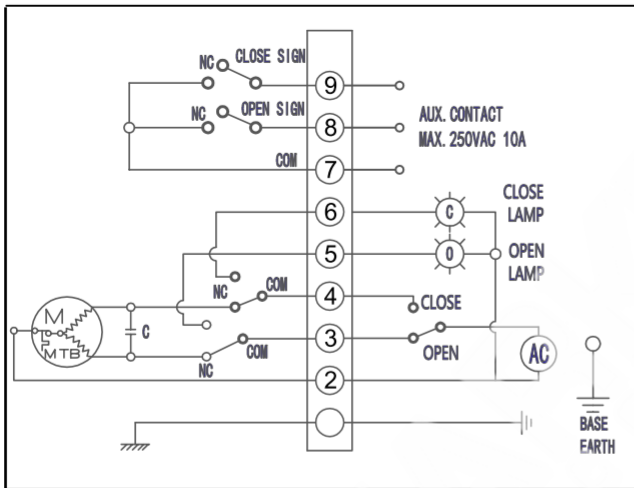 NC CLOSE SIGN
9
NC OPEN SIGN
8
AUX. CONTACT
MAX. 250VAC 10A
COM
7
6
C
CLOSE
LAMP
5
O
OPEN
LAMP
NC
COM
4
CLOSE
M
C
MTB
COM
3
OPEN
AC
NC
2
BASE
EARTH